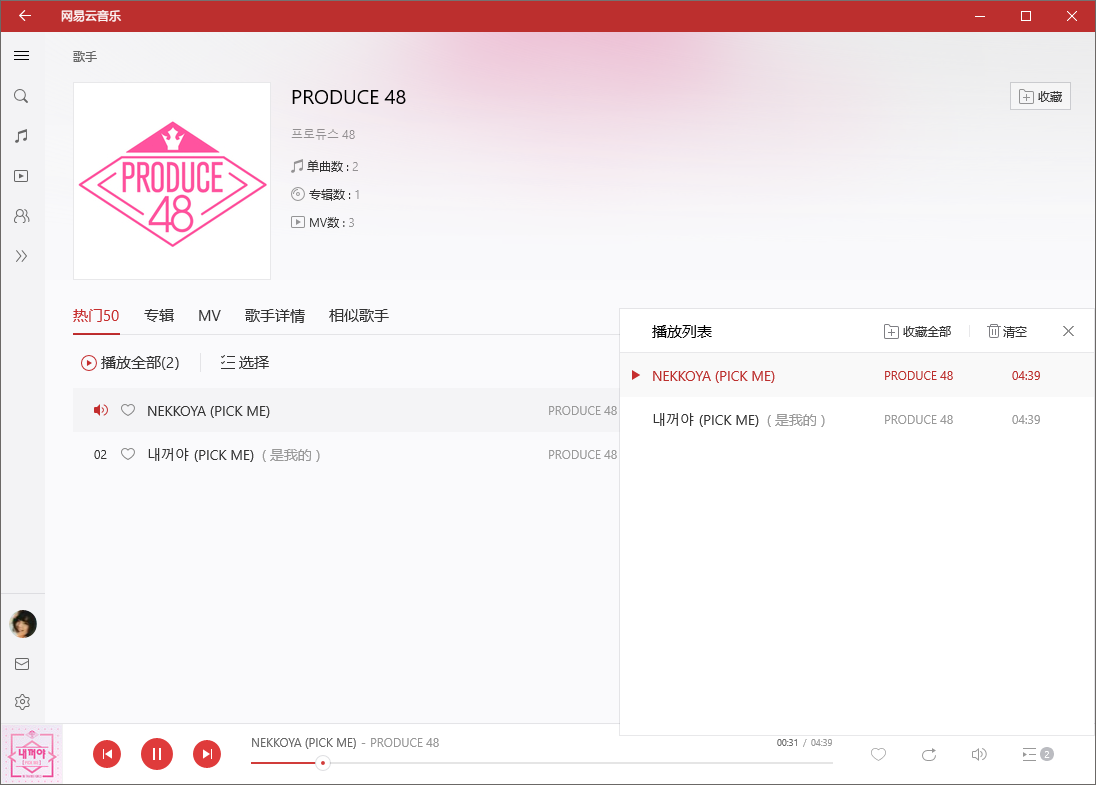 网易云音乐
歌手
PRODUCE 48
PRODUCE 48
收藏
프로듀스 48
单曲数 : 2
专辑数 : 1
MV数 : 3
热门50 专辑 MV 歌手详情 相似歌手
播放全部(2) 选择
NEKKOYA (PICK ME) PRODUCE 48
02 내꺼야 (PICK ME) ( 是我的 ) PRODUCE 48
播放列表 收藏全部 清空
NEKKOYA (PICK ME) PRODUCE 48 04:39
내꺼야 (PICK ME) ( 是我的 ) PRODUCE 48 04:39
내꺼야
NEKKOYA (PICK ME) - PRODUCE 48
00:31 / 04:39
2